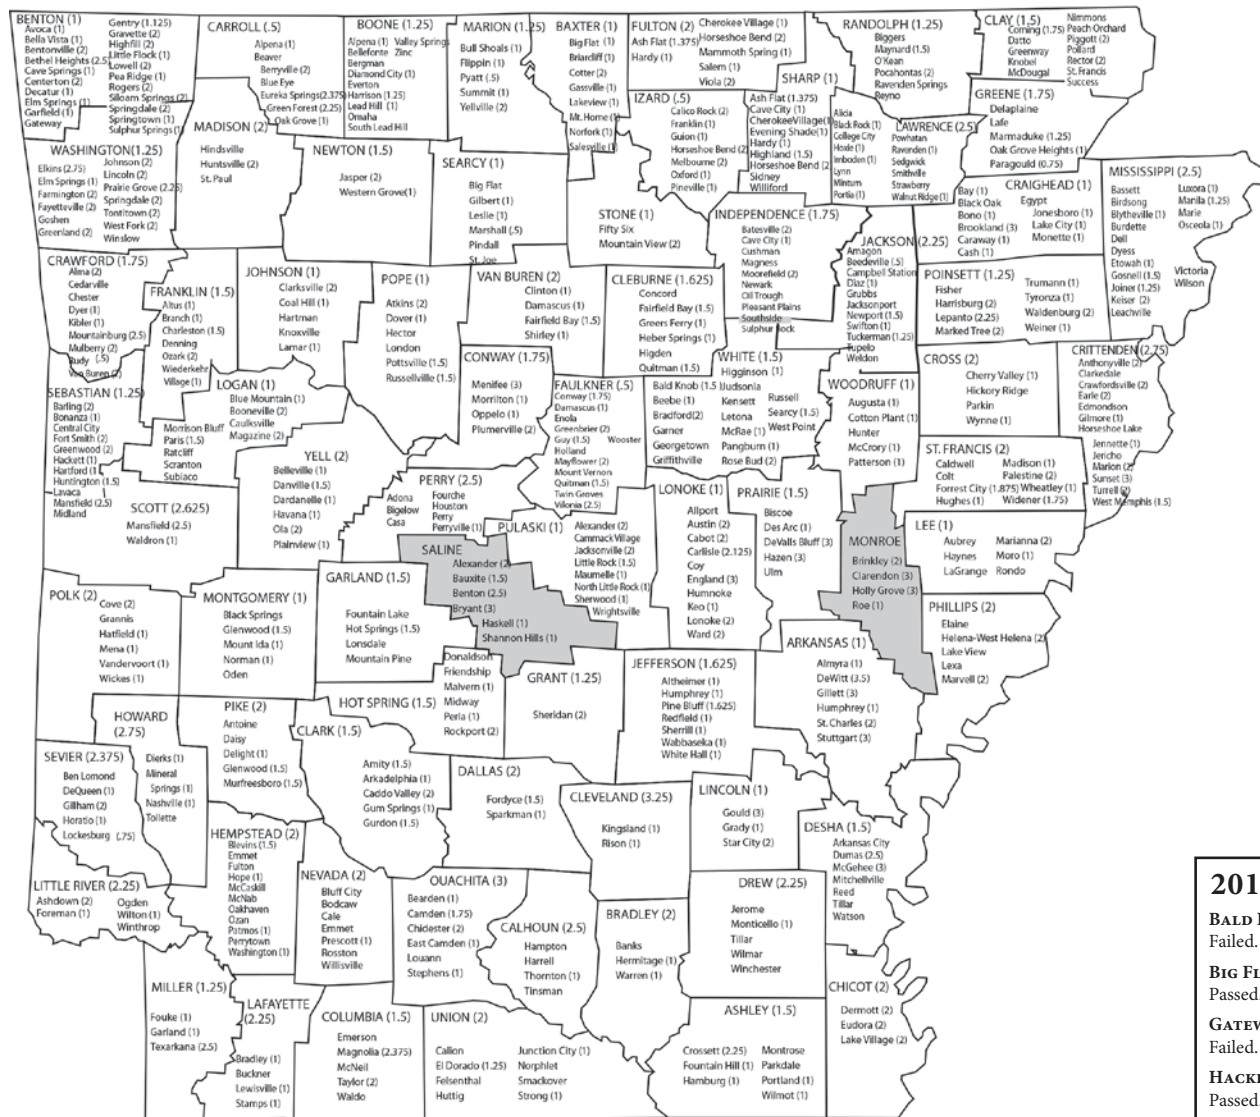 BENTON (1)
Avoca (1)
Bella Vista (1)
Bentonville (2)
Bethel Heights (2.5)
Cave Springs (1)
Centerton (2)
Decatur (1)
Elm Springs (1)
Garfield (1)
Gateway
Gentry (1.125)
Gravette (2)
Highfill (2)
Little Flock (1)
Lowell (2)
Pea Ridge (1)
Rogers (2)
Siloam Springs (2)
Springdale (2)
Springtown (1)
Sulphur Springs (1)
CARROLL (.5)
Alpena (1)
Beaver
Berryville (2)
Blue Eye
Eureka Springs(2.375)
Green Forest (2.25)
Oak Grove (1)
BOONE (1.25)
Alpena (1) Valley Springs
Bellefonte Zinc
Bergman
Diamond City (1)
Everton
Harrison (1.25)
Lead Hill (1)
Omaha
South Lead Hill
MARION (1.25)
Bull Shoals (1)
Flippin (1)
Pyatt (.5)
Summit (1)
Yellville (2)
BAXTER (1)
Big Flat (1)
Briarcliff (1)
Cotter (2)
Gassville (1)
Lakeview (1)
Mt. Home (1)
Norfork (1)
Salesville (1)
FULTON (2)
Ash Flat (1.375)
Hardy (1)
Cherokee Village (1)
Horseshoe Bend (2)
Mammoth Spring (1)
Salem (1)
Viola (2)
RANDOLPH (1.25)
Biggers
Maynard (1.5)
O'Kean
Pocahontas (2)
Ravenden Springs
Reyno
CLAY (1.5)
Corning (1.75)
Datto
Greenway
Knobel
McDougal
Nimmons
Peach Orchard
Piggott (2)
Pollard
Rector (2)
St. Francis
Success
SHARP (1)
Ash Flat (1.375)
Cave City (1)
CherokeeVillage(1)
Evening Shade(1)
Hardy (1)
Highland (1.5)
Horseshoe Bend (2)
Sidney
Williford
IZARD (.5)
Calico Rock (2)
Franklin (1)
Guion (1)
Horseshoe Bend (2)
Melbourne (2)
Oxford (1)
Pineville (1)
LAWRENCE (2.5)
Alicia
Black Rock (1)
College City
Hoxie (1)
Imboden (1)
Lynn
Minturn
Portia (1)
Powhatan
Ravenden (1)
Sedgwick
Smithville
Strawberry
Walnut Ridge (1)
GREENE (1.75)
Delaplaine
Lafe
Marmaduke (1.25)
Oak Grove Heights (1)
Paragould (0.75)
WASHINGTON(1.25)
Elkins (2.75)
Elm Springs (1)
Farmington (2)
Fayetteville (2)
Goshen
Greenland (2)
Johnson (2)
Lincoln (2)
Prairie Grove (2.25)
Springdale (2)
Tontitown (2)
West Fork (2)
Winslow
MADISON (2)
Hindsville
Huntsville (2)
St. Paul
NEWTON (1.5)
Jasper (2)
Western Grove(1)
SEARCY (1)
Big Flat
Gilbert (1)
Leslie (1)
Marshall (.5)
Pindall
St. Joe
STONE (1)
Fifty Six
Mountain View (2)
INDEPENDENCE (1.75)
Batesville (2)
Cave City (1)
Cushman
Magness
Moorefield (2)
Newark
Oil Trough
Pleasant Plains
Southside
Sulphur Rock
JACKSON (2.25)
Amagon
Beedeville (.5)
Campbell Station
Diaz (1)
Grubbs
Jacksonport
Newport (1.5)
Swifton (1)
Tuckerman (1.25)
Tupelo
Weldon
CRAIGHEAD (1)
Bay (1)
Black Oak
Bono (1)
Brookland (3)
Caraway (1)
Cash (1)
Egypt
Jonesboro (1)
Lake City (1)
Monette (1)
MISSISSIPPI (2.5)
Bassett
Birdsong
Blytheville (1)
Burdette
Dell
Dyess
Etowah (1)
Gosnell (1.5)
Joiner (1.25)
Keiser (2)
Leachville
Luxora (1)
Manila (1.25)
Marie
Osceola (1)
Victoria
Wilson
CRAWFORD (1.75)
Alma (2)
Cedarville
Chester
Dyer (1)
Kibler (1)
Mountainburg (2.5)
Mulberry (2)
Rudy (.5)
Van Buren (2)
FRANKLIN (1.5)
Altus (1)
Branch (1)
Charleston (1.5)
Denning
Ozark (2)
Wiederkehr
Village(1)
JOHNSON (1)
Clarksville (2)
Coal Hill (1)
Hartman
Knoxville
Lamar (1)
POPE (1)
Atkins (2)
Dover (1)
Hector
London
Pottsville (1.5)
Russellville (1.5)
VAN BUREN (2)
Clinton (1)
Damascus (1)
Fairfield Bay (1.5)
Shirley (1)
CLEBURNE (1.625)
Concord
Fairfield Bay (1.5)
Greers Ferry (1)
Heber Springs (1)
Higden
Quitman (1.5)
POINSETT (1.25)
Fisher
Harrisburg (2)
Lepanto (2.25)
Marked Tree (2)
Trumann (1)
Tyronza (1)
Waldenburg (2)
Weiner (1)
CONWAY (1.75)
Menifee (3)
Morrilton (1)
Oppelo (1)
Plumerville (2)
FAULKNER (.5)
Conway (1.75)
Damascus (1)
Enola
Greenbrier (2)
Guy (1.5) Wooster
Holland
Mayflower (2)
Mount Vernon
Quitman (1.5)
Twin Groves
Vilonia (2.5)
WHITE (1.5)
Bald Knob (1.5)
Beebe (1)
Bradford(2)
Garner
Georgetown
Griffithville
Higginson (1)
Judsonia
Kensett
Letona
McRae (1)
Pangburn (1)
Rose Bud (2)
Russell
Searcy (1.5)
West Point
WOODRUFF (1)
Augusta (1)
Cotton Plant (1)
Hunter
McCrory (1)
Patterson (1)
CROSS (2)
Cherry Valley (1)
Hickory Ridge
Parkin
Wynne (1)
CRITTENDEN (2.75)
Anthonyville (2)
Clarkedale
Crawfordsville (2)
Earle (2)
Edmondson
Gilmore (1)
Horseshoe Lake
Jennette (1)
Jericho
Marion (2)
Sunset (3)
Turrell
West Memphis (1.5)
SEBASTIAN (1.25)
Barling (2)
Bonanza (1)
Central City
Fort Smith (2)
Greenwood (2)
Hackett (1)
Hartford (1)
Huntington (1.5)
Lavaca
Mansfield (2.5)
Midland
LOGAN (1)
Blue Mountain (1)
Booneville (2)
Caulksville
Magazine (2)
Morrison Bluff
Paris (1.5)
Ratcliff
Scranton
Subiaco
YELL (2)
Belleville (1)
Danville (1.5)
Dardanelle (1)
Havana (1)
Ola (2)
Plainview (1)
SCOTT (2.625)
Mansfield (2.5)
Waldron (1)
PERRY (2.5)
Adona
Bigelow
Casa
Fourche
Houston
Perry
Perryville (1)
PULASKI (1)
Alexander (2)
Cammack Village
Jacksonville (2)
Little Rock (1.5)
Maumelle (1)
North Little Rock (1)
Sherwood (1)
Wrightsville
LONOKE (1)
Allport
Austin (2)
Cabot (2)
Carlisle (2.125)
Coy
England (3)
Humnoke
Keo (1)
Lonoke (2)
Ward (2)
PRAIRIE (1.5)
Biscoe
Des Arc (1)
DeValls Bluff (3)
Hazen (3)
Ulm
MONROE
Brinkley (2)
Clarendon (3)
Holly Grove (3)
Roe (1)
ST. FRANCIS (2)
Caldwell
Colt
Forrest City (1.875)
Hughes (1)
Madison (1)
Palestine (2)
Wheatley (1)
Widener (1.75)
LEE (1)
Aubrey
Haynes
LaGrange
Marianna (2)
Moro (1)
Rondo
PHILLIPS (2)
Elaine
Helena-West Helena (2)
Lake View
Lexa
Marvell (2)
SALINE
Alexander (2)
Bauxite (1.5)
Benton (2.5)
Bryant (3)
Haskell (1)
Shannon Hills (1)
GARLAND (1.5)
Fountain Lake
Hot Springs (1.5)
Lonsdale
Mountain Pine
MONTGOMERY (1)
Black Springs
Glenwood (1.5)
Mount Ida (1)
Norman (1)
Oden
POLK (2)
Cove (2)
Grannis
Hatfield (1)
Mena (1)
Vandervoort (1)
Wickes (1)
HOT SPRING (1.5)
Donaldson
Friendship
Malvern (1)
Midway
Perla (1)
Rockport (2)
GRANT (1.25)
Sheridan (2)
JEFFERSON (1.625)
Altheimer (1)
Humphrey (1)
Pine Bluff (1.625)
Redfield (1)
Sherrill (1)
Wabbaseka (1)
White Hall (1)
ARKANSAS (1)
Almyra (1)
DeWitt (3.5)
Gillett (3)
Humphrey (1)
St. Charles (2)
Stuttgart (3)
HOWARD
(2.75)
Dierks (1)
Mineral
Springs (1)
Nashville (1)
Tollette
PIKE (2)
Antoine
Daisy
Delight (1)
Glenwood (1.5)
Murfreesboro (1.5)
CLARK (1.5)
Amity (1.5)
Arkadelphia (1)
Caddo Valley (2)
Gum Springs (1)
Gurdon (1.5)
SEVIER (2.375)
Ben Lomond
DeQueen (1)
Gillham (2)
Horatio (1)
Lockesburg (.75)
DALLAS (2)
Fordyce (1.5)
Sparkman (1)
CLEVELAND (3.25)
Kingsland (1)
Rison (1)
LINCOLN (1)
Gould (3)
Grady (1)
Star City (2)
DESHA (1.5)
Arkansas City
Dumas (2.5)
McGehee (3)
Mitchellville
Reed
Tillar
Watson
HEMPSTEAD (2)
Blevins (1.5)
Emmet
Fulton
Hope (1)
McCaskill
McNab
Oakhaven
Ozan
Patmos (1)
Perrytown
Washington (1)
LITTLE RIVER (2.25)
Ashdown (2)
Foreman (1)
Ogden
Wilton (1)
Winthrop
NEVADA (2)
Bluff City
Bodcaw
Cale
Emmet
Prescott (1)
Rosston
Willisville
OUACHITA (3)
Bearden (1)
Camden (1.75)
Chidester (2)
East Camden (1)
Louann
Stephens (1)
CALHOUN (2.5)
Hampton
Harrell
Thornton (1)
Tinsman
BRADLEY (2)
Banks
Hermitage (1)
Warren (1)
DREW (2.25)
Jerome
Monticello (1)
Tillar
Wilmar
Winchester
MILLER (1.25)
Fouke (1)
Garland (1)
Texarkana (2.5)
LAFAYETTE
(2.25)
Bradley (1)
Buckner
Lewisville (1)
Stamps (1)
COLUMBIA (1.5)
Emerson
Magnolia (2.375)
McNeil
Taylor (2)
Waldo
UNION (2)
Calion
El Dorado (1.25)
Felsenthal
Huttig
Junction City (1)
Norphlet
Smackover
Strong (1)
ASHLEY (1.5)
Crossett (2.25)
Fountain Hill (1)
Hamburg (1)
Montrose
Parkdale
Portland (1)
Wilmot (1)
CHICOT (2)
Dermott (2)
Eudora (2)
Lake Village (2)
201
BALD
Failed.
BIG FL
Passed
GATEW
Failed.
HACKE
Passed